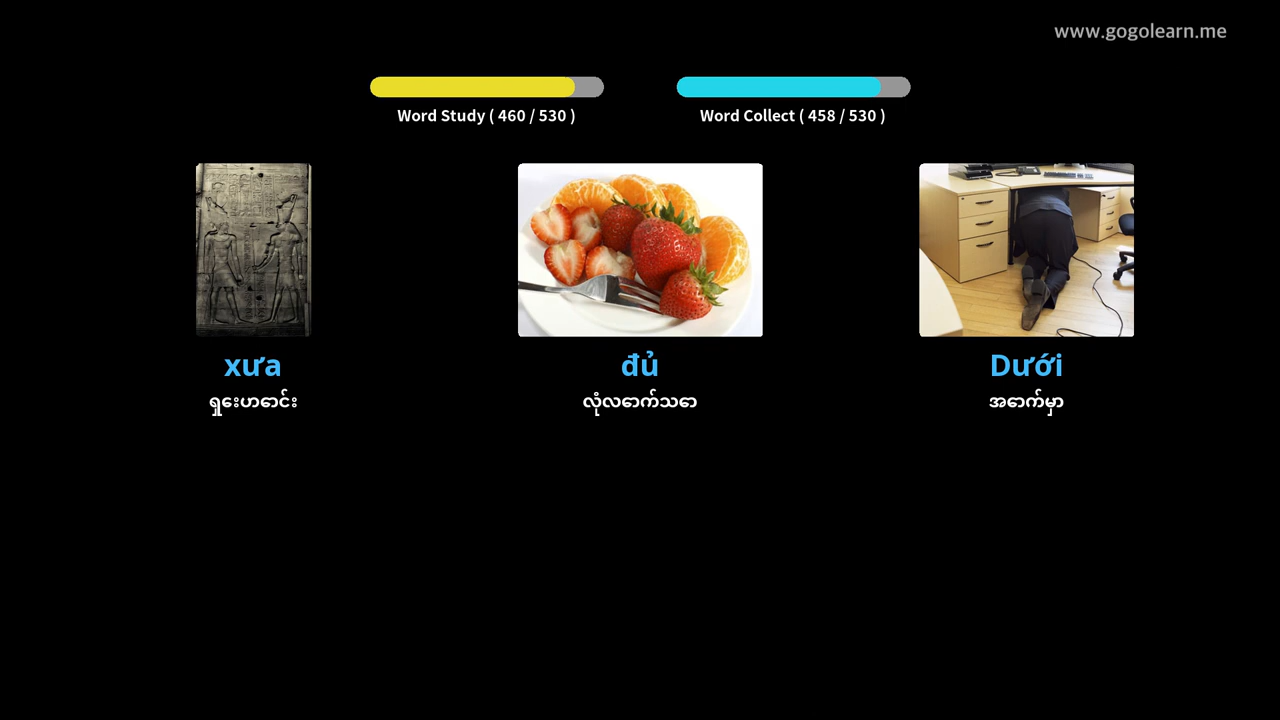 www.gogolearn.me
Word Study ( 460 / 530 )
Word Collect ( 458 / 530 )
xưa
ရှေးဟောင်း
đủ
လုံလောက်သော
Dưới
အောက်မှာ